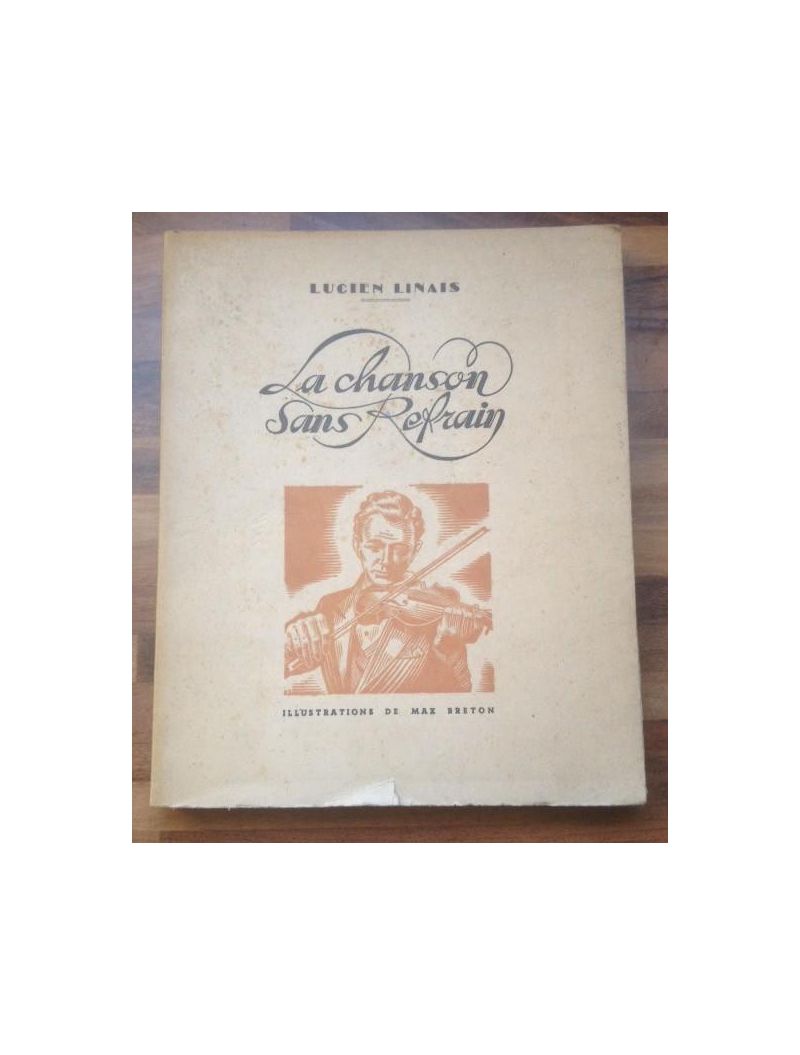 LUCIEN LINAIS
La chanson
Sans Refrain
ILLUSTRATIONS DE MAX BRETON